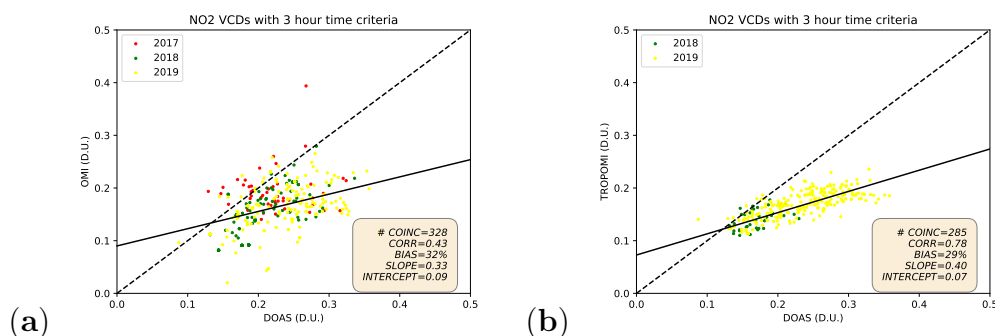 NO2 VCDs with 3 hour time criteria
0.5
0.4
0.3
0.2
0.1
0.0
OMI (D.U.)
2017
2018
2019
# COINC=328
CORR=0.43
BIAS=32%
SLOPE=0.33
INTERCEPT=0.09
0.0 0.1 0.2 0.3 0.4 0.5
DOAS (D.U.)
(a)
NO2 VCDs with 3 hour time criteria
0.5
0.4
0.3
0.2
0.1
0.0
TROPOMI (D.U.)
2018
2019
# COINC=285
CORR=0.78
BIAS=29%
SLOPE=0.40
INTERCEPT=0.07
0.0 0.1 0.2 0.3 0.4 0.5
DOAS (D.U.)
(b)